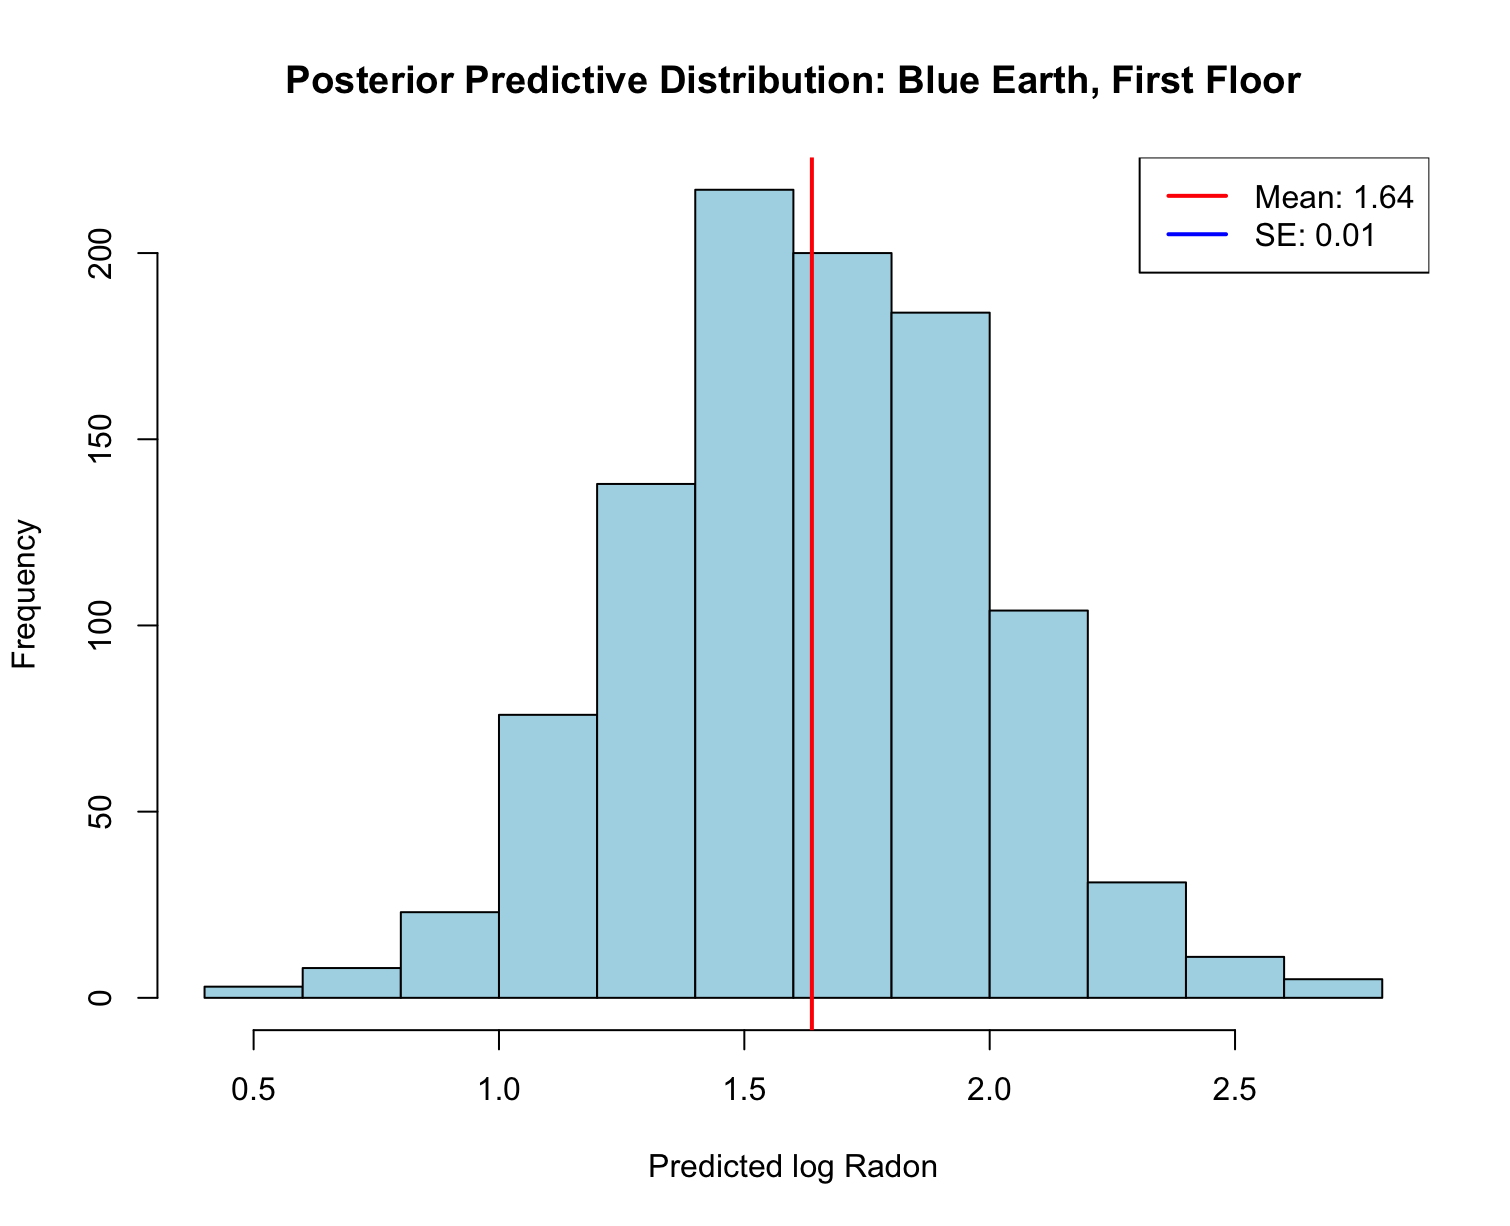 Posterior Predictive Distribution: Blue Earth, First Floor
Mean: 1.64
SE: 0.01
Frequency
200
150
100
50
0
0.5 1.0 1.5 2.0 2.5
Predicted log Radon